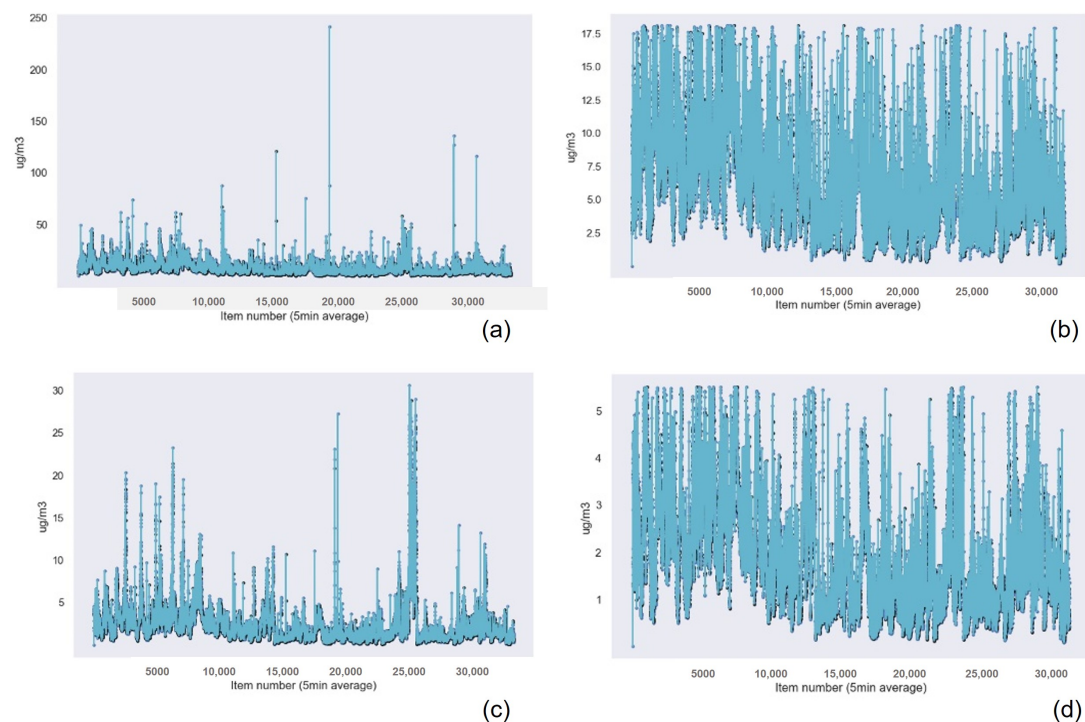 250
200
150
100
50
ug/m3
5000 10,000 15,000 20,000 25,000 30,000
Item number (5min average)
(a)
17.5
15.0
12.5
10.0
7.5
5.0
2.5
ug/m3
5000 10,000 15,000 20,000 25,000 30,000
Item number (5min average)
(b)
30
25
20
15
10
5
ug/m3
5000 10,000 15,000 20,000 25,000 30,000
Item number (5min average)
(c)
5
4
3
2
1
ug/m3
5000 10,000 15,000 20,000 25,000 30,000
Item number (5min average)
(d)